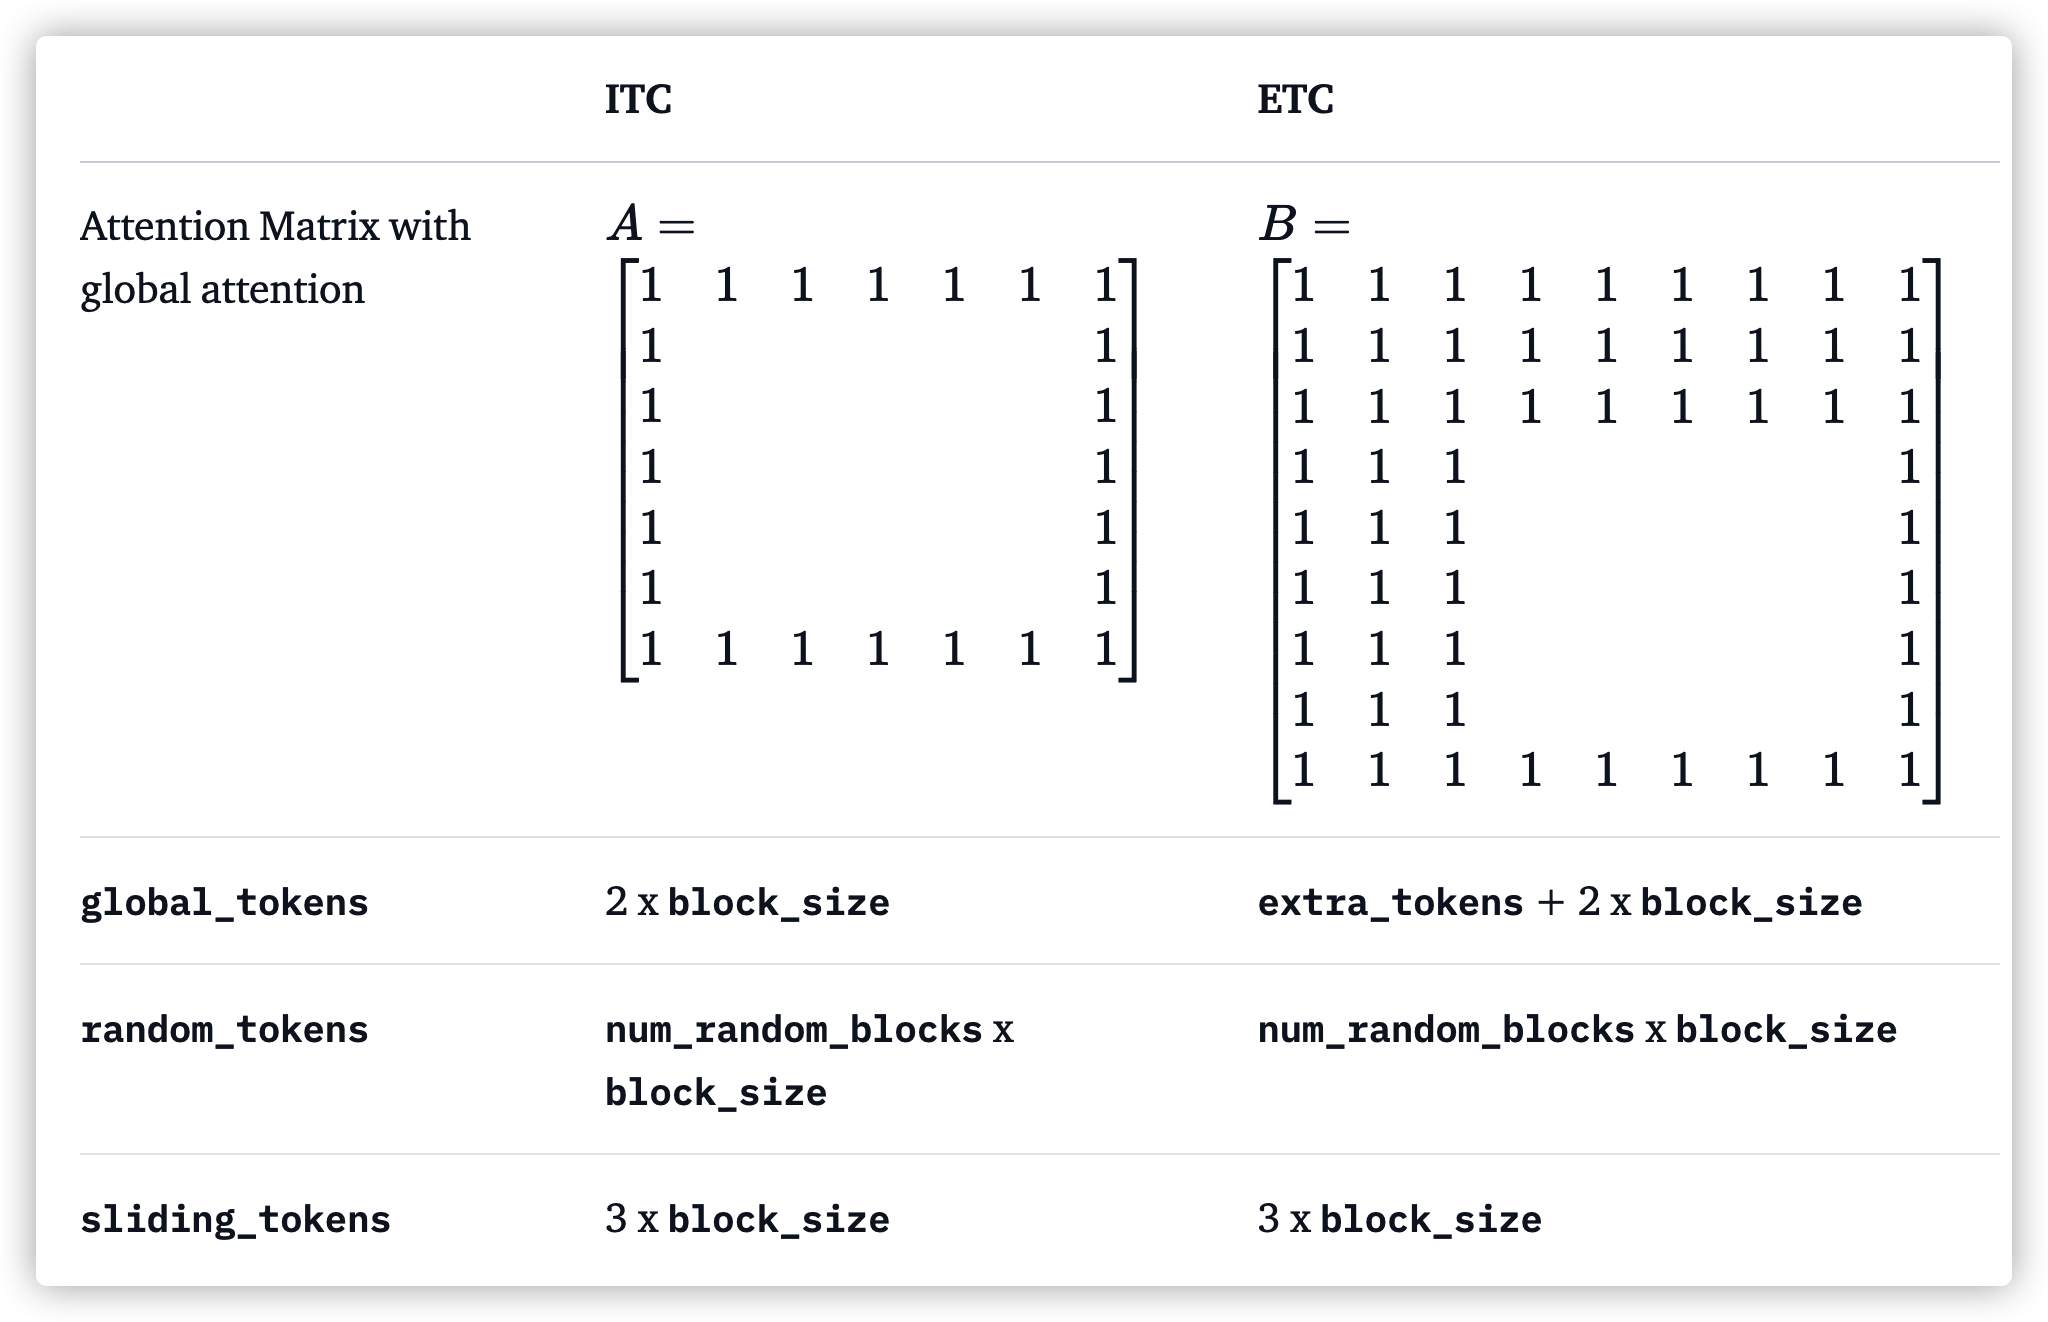 ITC ETC
Attention Matrix with
global attention
A =
1 1 1 1 1 1 1
1 1
1 1
1 1
1 1
1 1
1 1 1 1 1 1 1
B =
1 1 1 1 1 1 1 1 1
1 1 1 1 1 1 1 1 1
1 1 1 1 1 1 1 1 1
1 1 1 1
1 1 1 1
1 1 1 1
1 1 1 1
1 1 1 1
1 1 1 1 1 1 1 1 1
global_tokens 2 x block_size extra_tokens + 2 x block_size
random_tokens num_random_blocks x
block_size
num_random_blocks x block_size
sliding_tokens 3 x block_size 3 x block_size